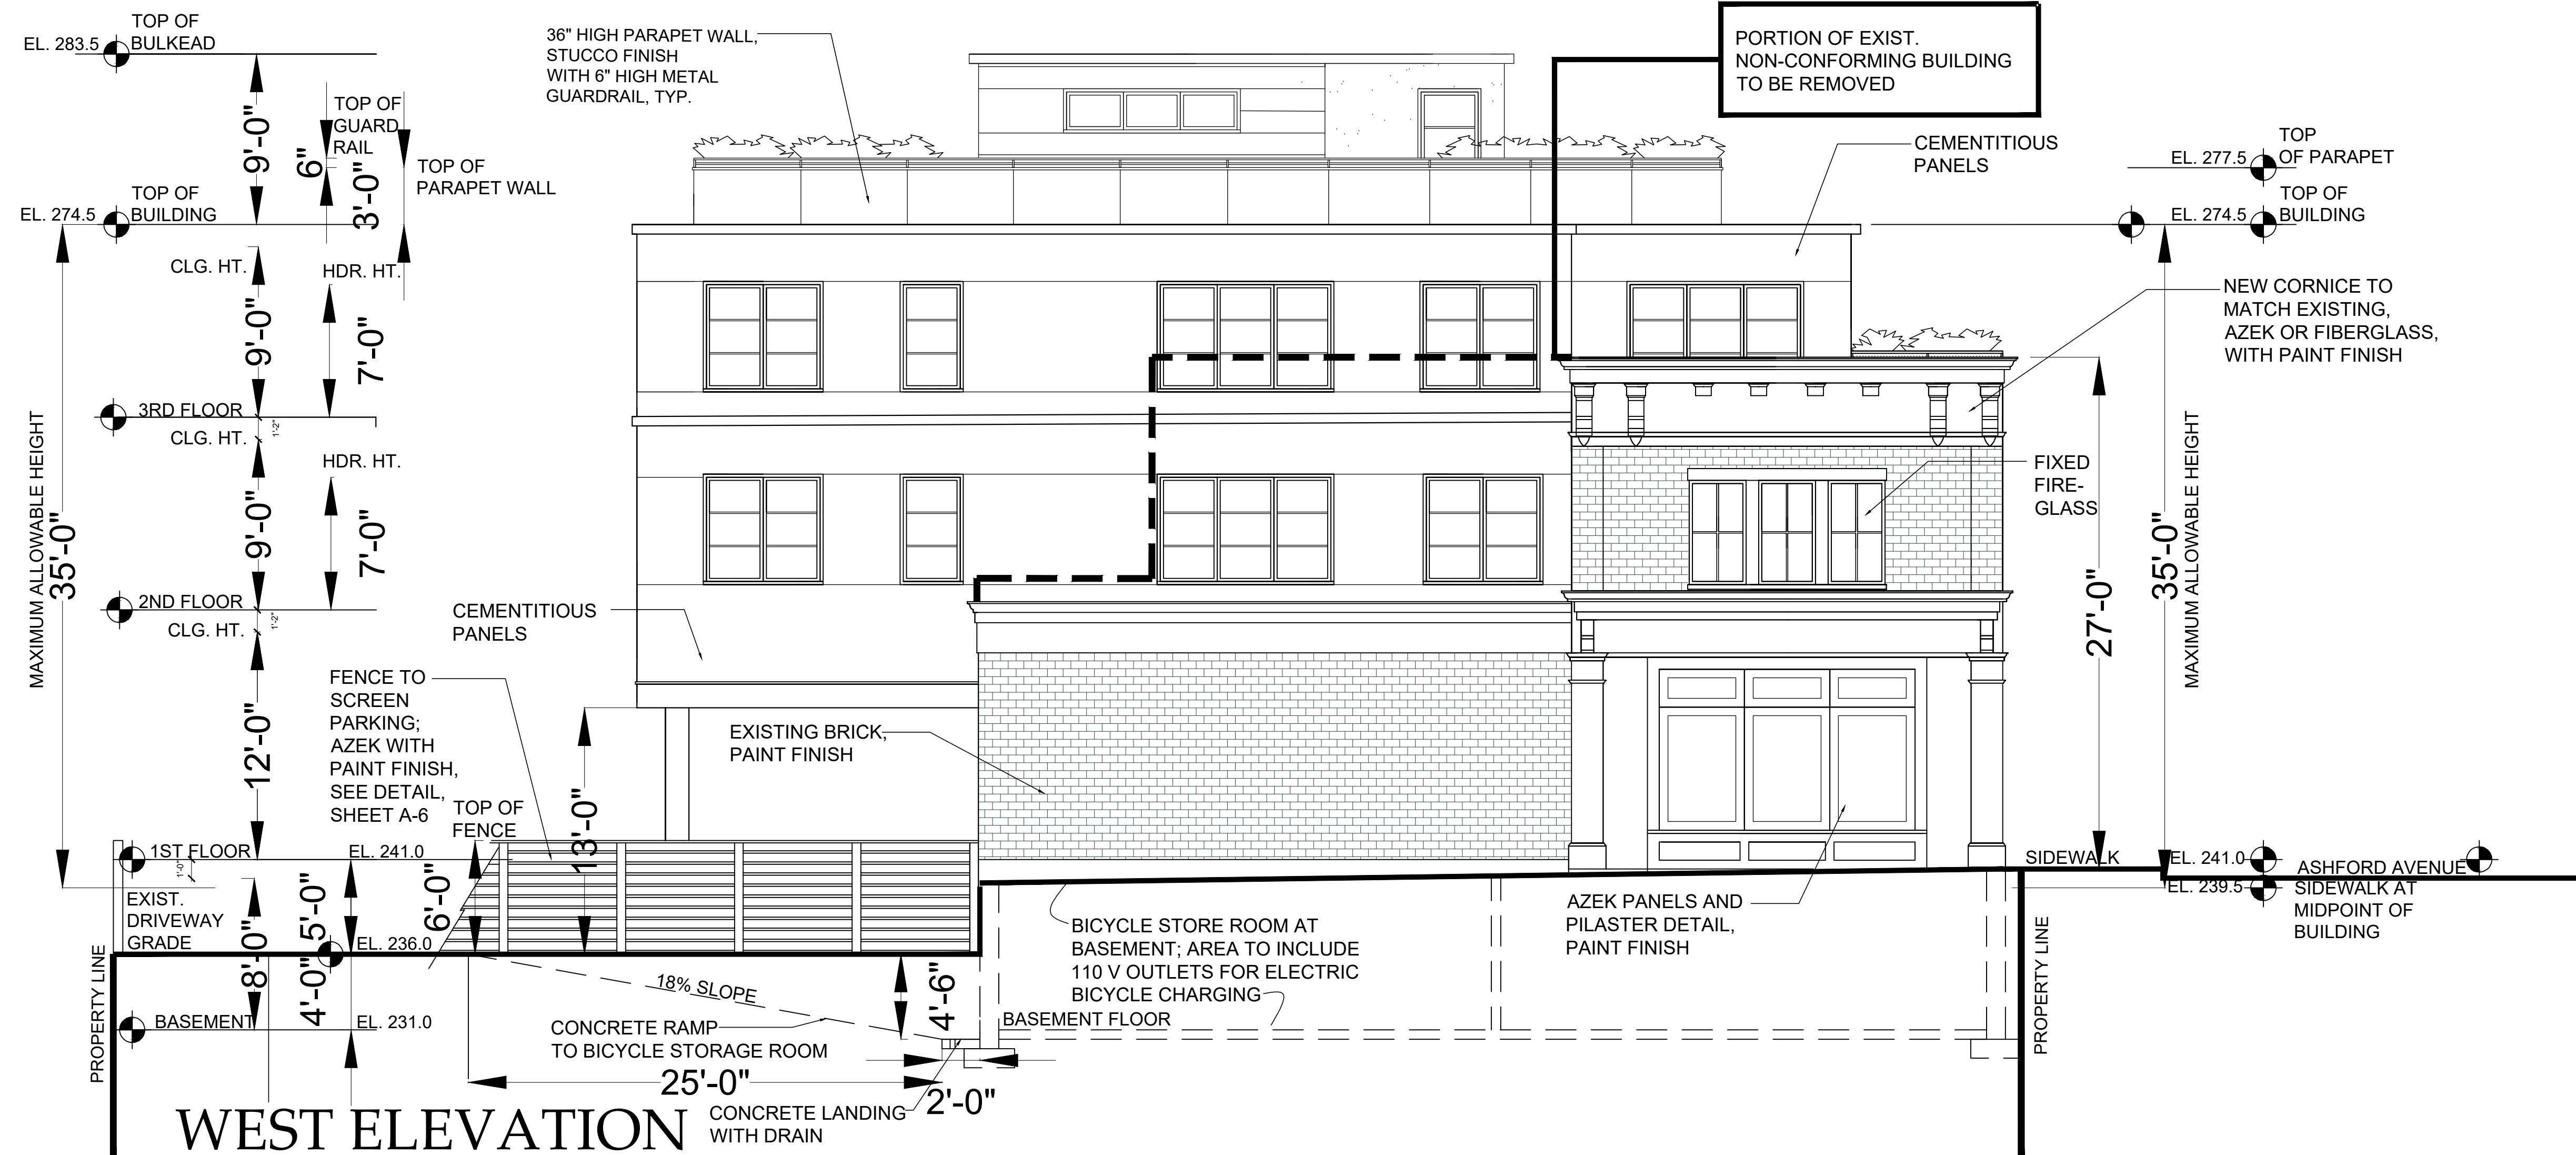 TOP OF
BULKEAD
EL. 283.5
9'-0"
6"
TOP OF
GUARD
RAIL
3'-0"
TOP OF
PARAPET WALL
TOP OF
BUILDING
EL. 274.5
36" HIGH PARAPET WALL,
STUCCO FINISH
WITH 6" HIGH METAL
GUARDRAIL, TYP.
PORTION OF EXIST.
NON-CONFORMING BUILDING
TO BE REMOVED
CEMENTITIOUS
PANELS
EL. 277.5
TOP
OF PARAPET
EL. 274.5
TOP OF
BUILDING
NEW CORNICE TO
MATCH EXISTING,
AZEK OR FIBERGLASS,
WITH PAINT FINISH
CLG. HT.
HDR. HT.
9'-0"
7'-0"
3RD FLOOR
CLG. HT.
1'-2"
HDR. HT.
9'-0"
7'-0"
MAXIMUM ALLOWABLE HEIGHT
35'-0"
2ND FLOOR
CLG. HT.
1'-2"
12'-0"
CEMENTITIOUS
PANELS
FIXED
FIRE-
GLASS
27'-0"
35'-0"
MAXIMUM ALLOWABLE HEIGHT
FENCE TO
SCREEN
PARKING;
AZEK WITH
PAINT FINISH,
SEE DETAIL,
SHEET A-6
TOP OF
FENCE
13'-0"
EXISTING BRICK,
PAINT FINISH
1ST FLOOR
EL. 241.0
1'-0"
EXIST.
DRIVEWAY
GRADE
8'-0"
5'-0"
4'-0"
6'-0"
EL. 236.0
BASEMENT
EL. 231.0
PROPERTY LINE
18% SLOPE
CONCRETE RAMP
TO BICYCLE STORAGE ROOM
4'-6"
25'-0"
2'-0"
BASEMENT FLOOR
BICYCLE STORE ROOM AT
BASEMENT; AREA TO INCLUDE
110 V OUTLETS FOR ELECTRIC
BICYCLE CHARGING
AZEK PANELS AND
PILASTER DETAIL,
PAINT FINISH
SIDEWALK
EL. 241.0
ASHFORD AVENUE
EL. 239.5
SIDEWALK AT
MIDPOINT OF
BUILDING
PROPERTY LINE
WEST ELEVATION
CONCRETE LANDING
WITH DRAIN